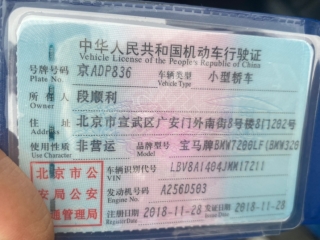 中华人民共和国机动车行驶证
Vehicle License of the People's Republic of China
号牌号码 京ADP836 车辆类型 小型轿车
Plate No. Vehicle Type
所有人 段顺利
Owner
住址 北京市宣武区广安门外南街8号楼8门202号
Address
使用性质 非营运 品牌型号 宝马牌BMW7200LF(BMW320
Use Character Model
北京市公 车辆识别代号 LBV8A1404JMM17211
VIN
安局公安 发动机号码 A256D503
Engine No.
交通管理局 注册日期 2018-11-28 发证日期 2018-11-28
Register Date Issue Date